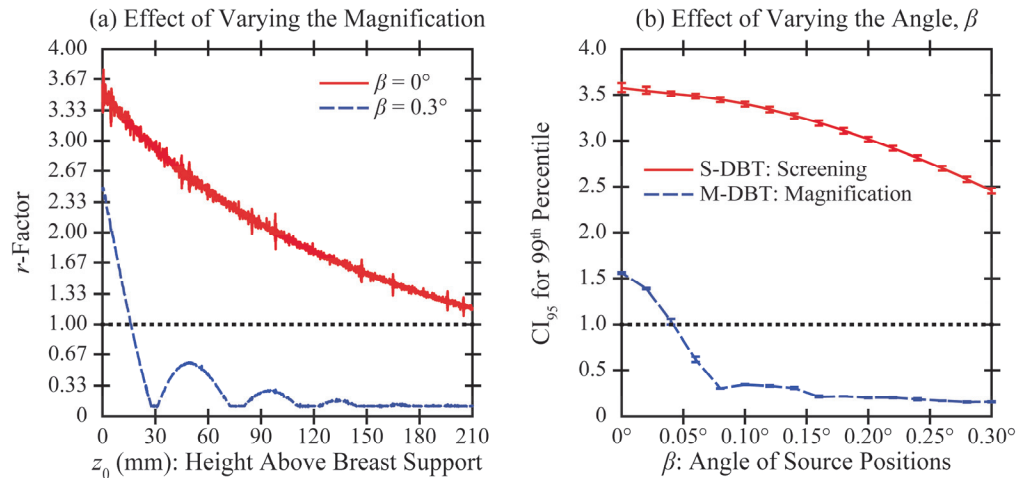 (a) Effect of Varying the Magnification
4.00
3.67
3.33
3.00
2.67
2.33
2.00
1.67
1.33
1.00
0.67
0.33
0
r-Factor
β = 0°
β = 0.3°
0 30 60 90 120 150 180 210
z₀ (mm): Height Above Breast Support
(b) Effect of Varying the Angle, β
4.0
3.5
3.0
2.5
2.0
1.5
1.0
0.5
0
CI₉₅ for 99ᵗʰ Percentile
S-DBT: Screening
M-DBT: Magnification
0° 0.05° 0.10° 0.15° 0.20° 0.25° 0.30°
β: Angle of Source Positions